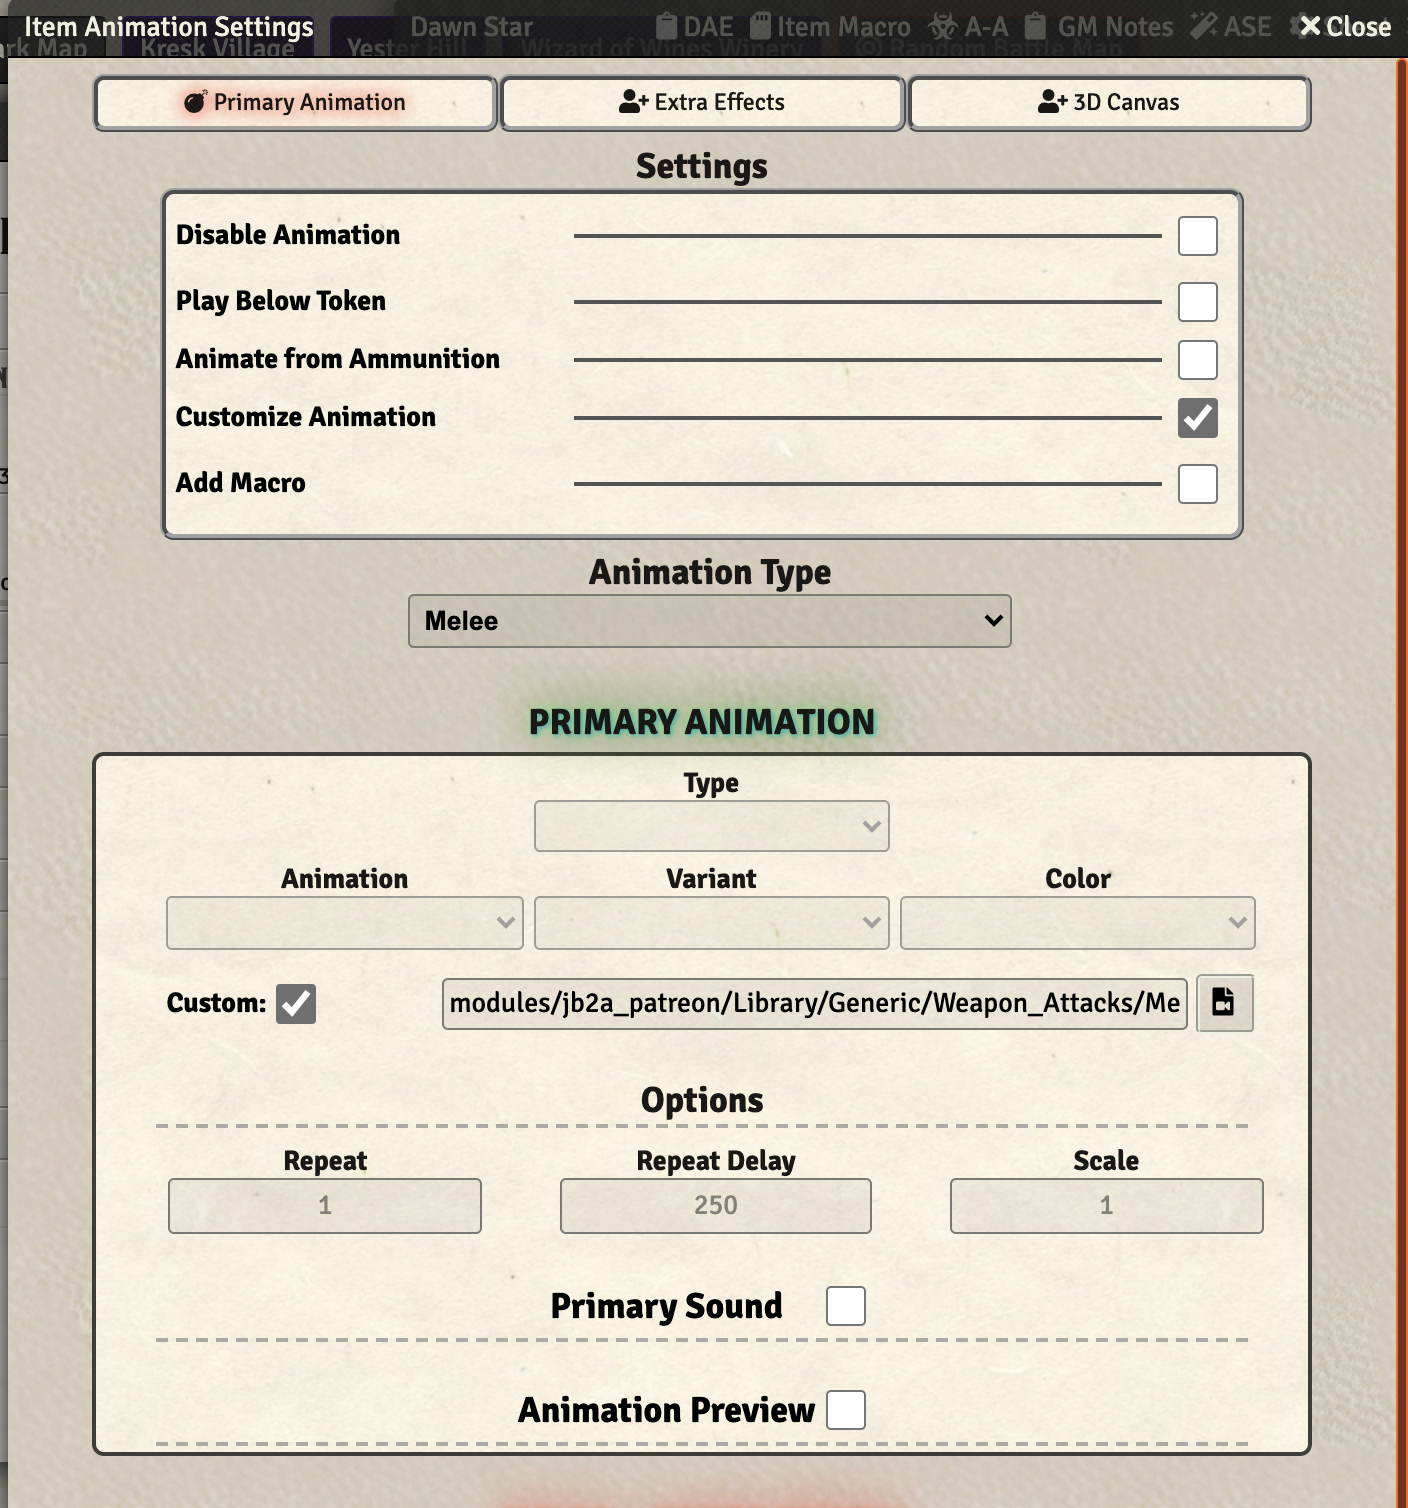 Item Animation Settings
Dawn Star
DAE
Item Macro
A-A
GM Notes
ASE
Close
rk Map
Kresk Village
Yester Hill
Wizard of Wines Winery
Random Battle Map
Primary Animation
Extra Effects
3D Canvas
Settings
Disable Animation
Play Below Token
Animate from Ammunition
Customize Animation
Add Macro
Animation Type
Melee
PRIMARY ANIMATION
Type
Animation
Variant
Color
Custom:
modules/jb2a_patreon/Library/Generic/Weapon_Attacks/Me
Options
Repeat
Repeat Delay
Scale
1
250
1
Primary Sound
Animation Preview